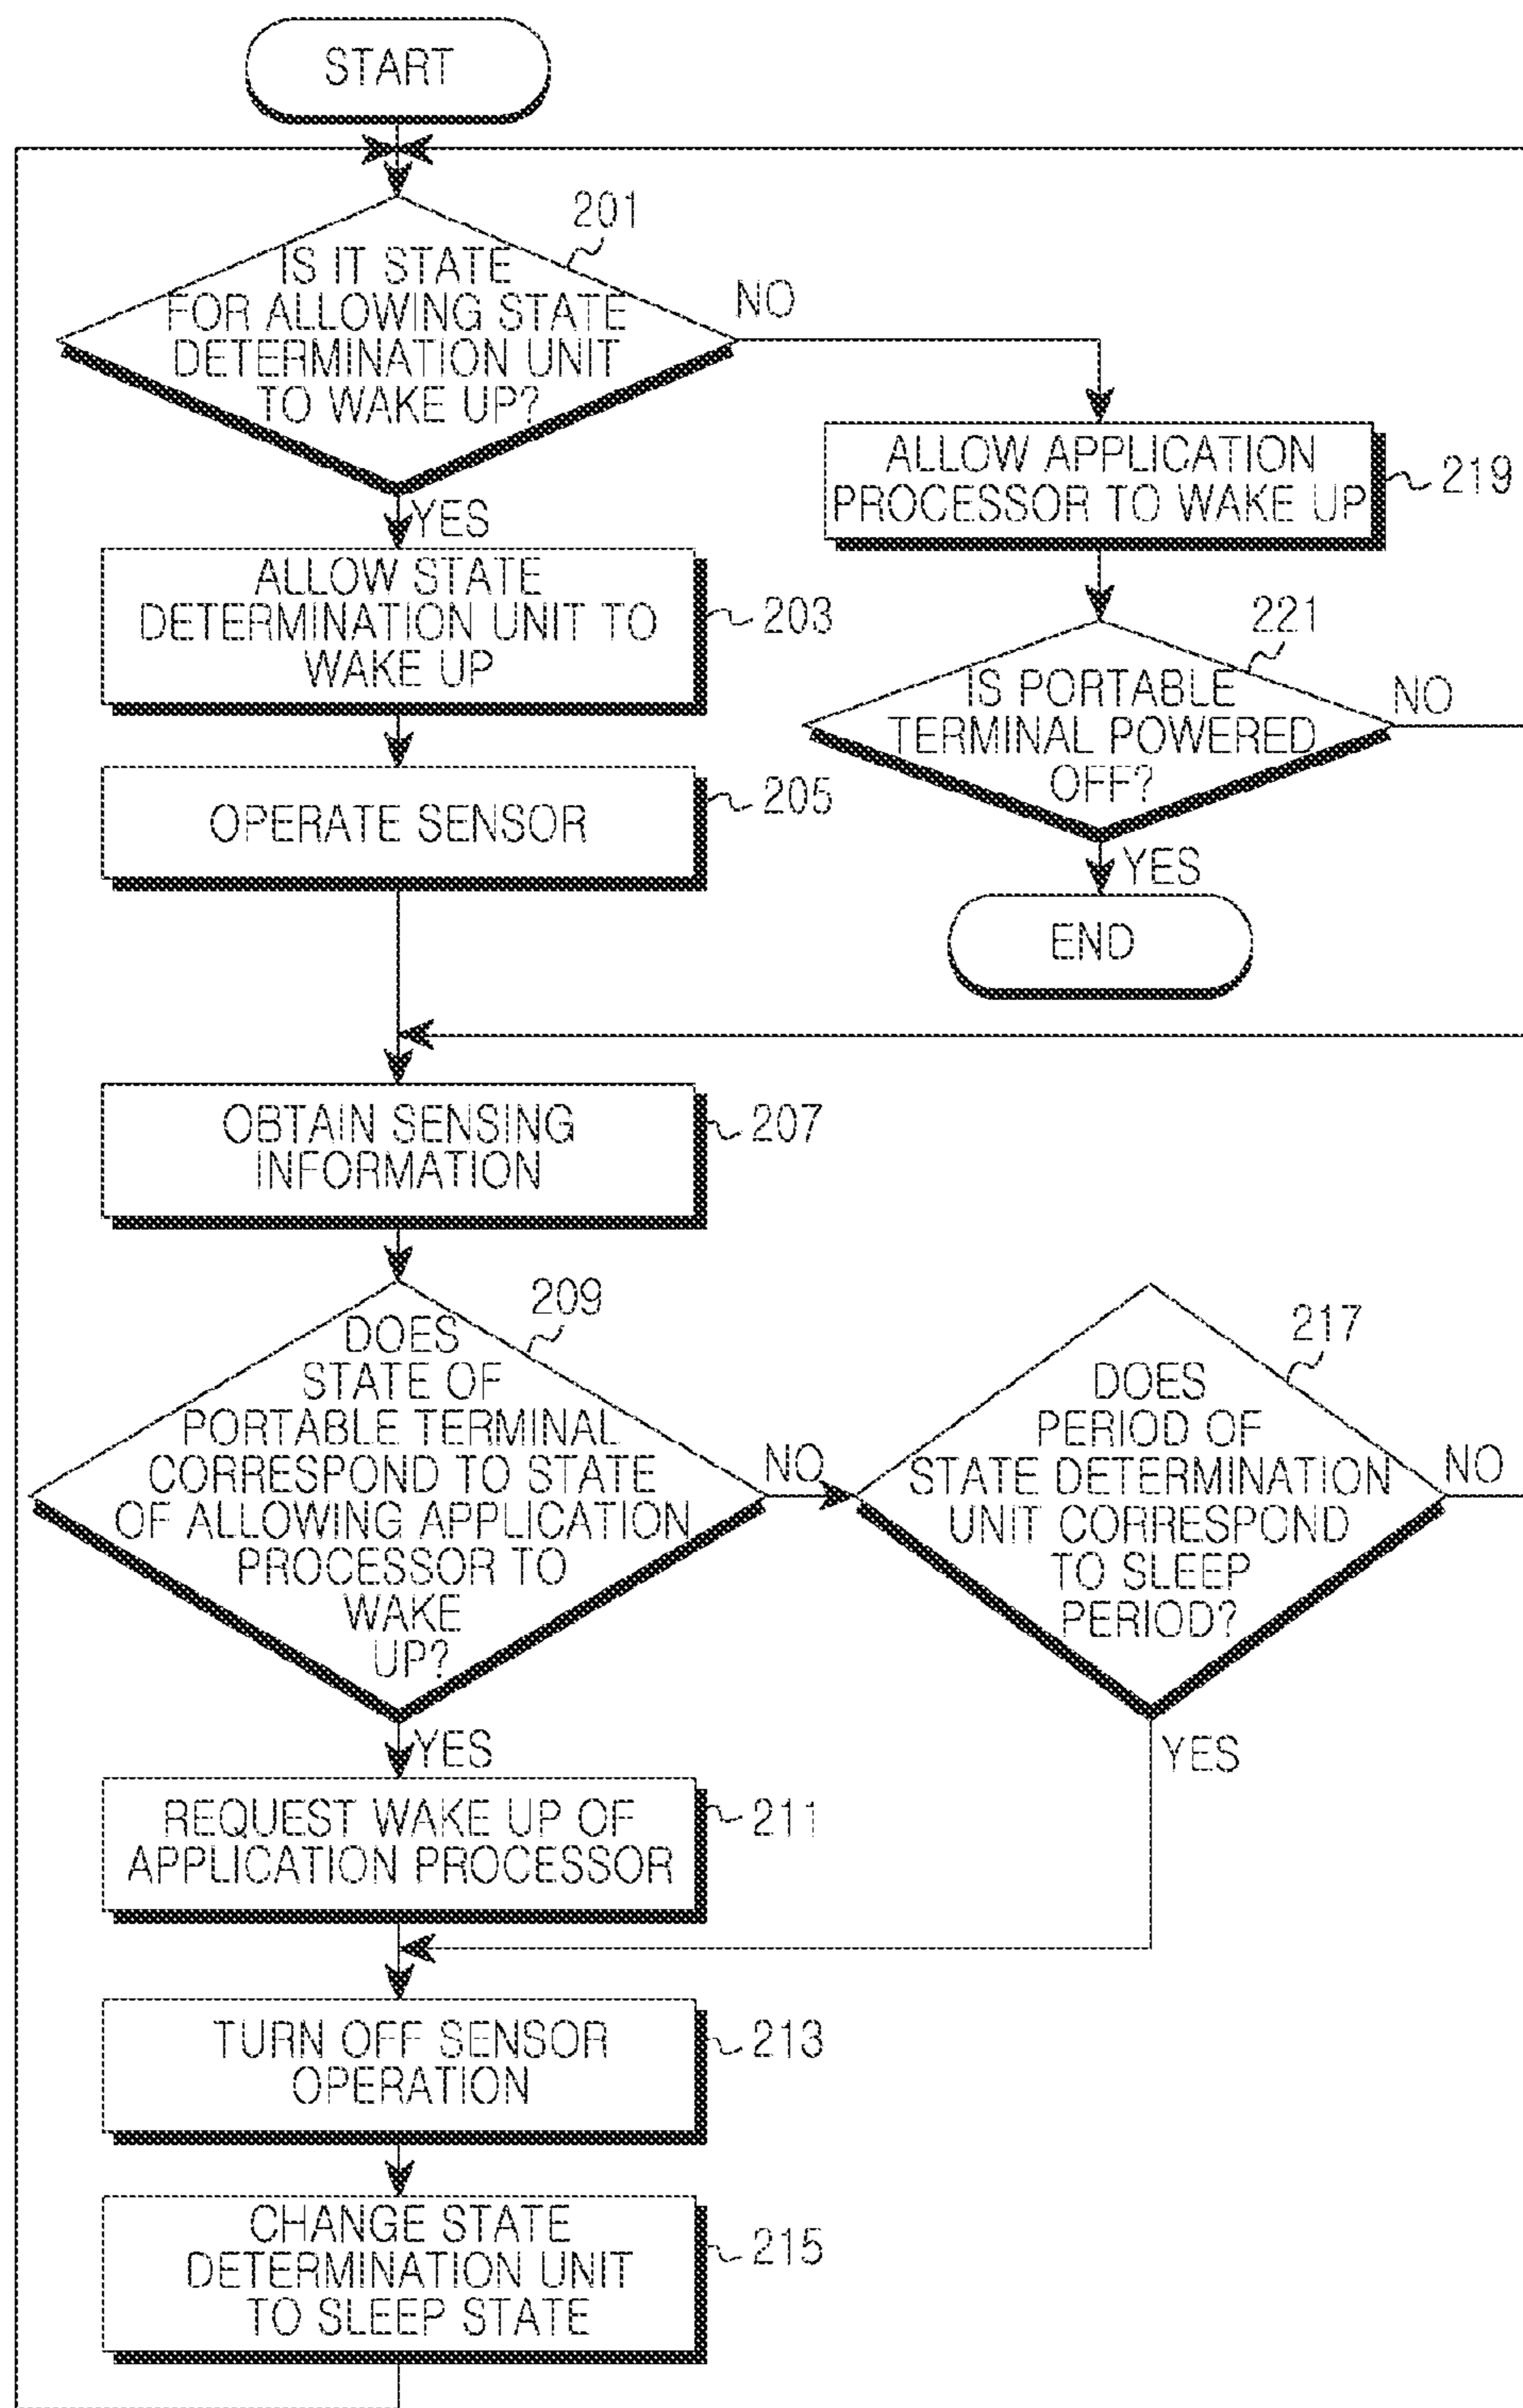 START
201
IS IT STATE
FOR ALLOWING STATE
DETERMINATION UNIT
TO WAKE UP?
NO
YES
ALLOW APPLICATION
PROCESSOR TO WAKE UP
219
ALLOW STATE
DETERMINATION UNIT TO
WAKE UP
203
221
IS PORTABLE
TERMINAL POWERED
OFF?
NO
YES
END
OPERATE SENSOR
205
OBTAIN SENSING
INFORMATION
207
209
DOES
STATE OF
PORTABLE TERMINAL
CORRESPOND TO STATE
OF ALLOWING APPLICATION
PROCESSOR TO
WAKE
UP?
NO
YES
217
DOES
PERIOD OF
STATE DETERMINATION
UNIT CORRESPOND
TO SLEEP
PERIOD?
NO
YES
REQUEST WAKE UP OF
APPLICATION PROCESSOR
211
TURN OFF SENSOR
OPERATION
213
CHANGE STATE
DETERMINATION UNIT
TO SLEEP STATE
215